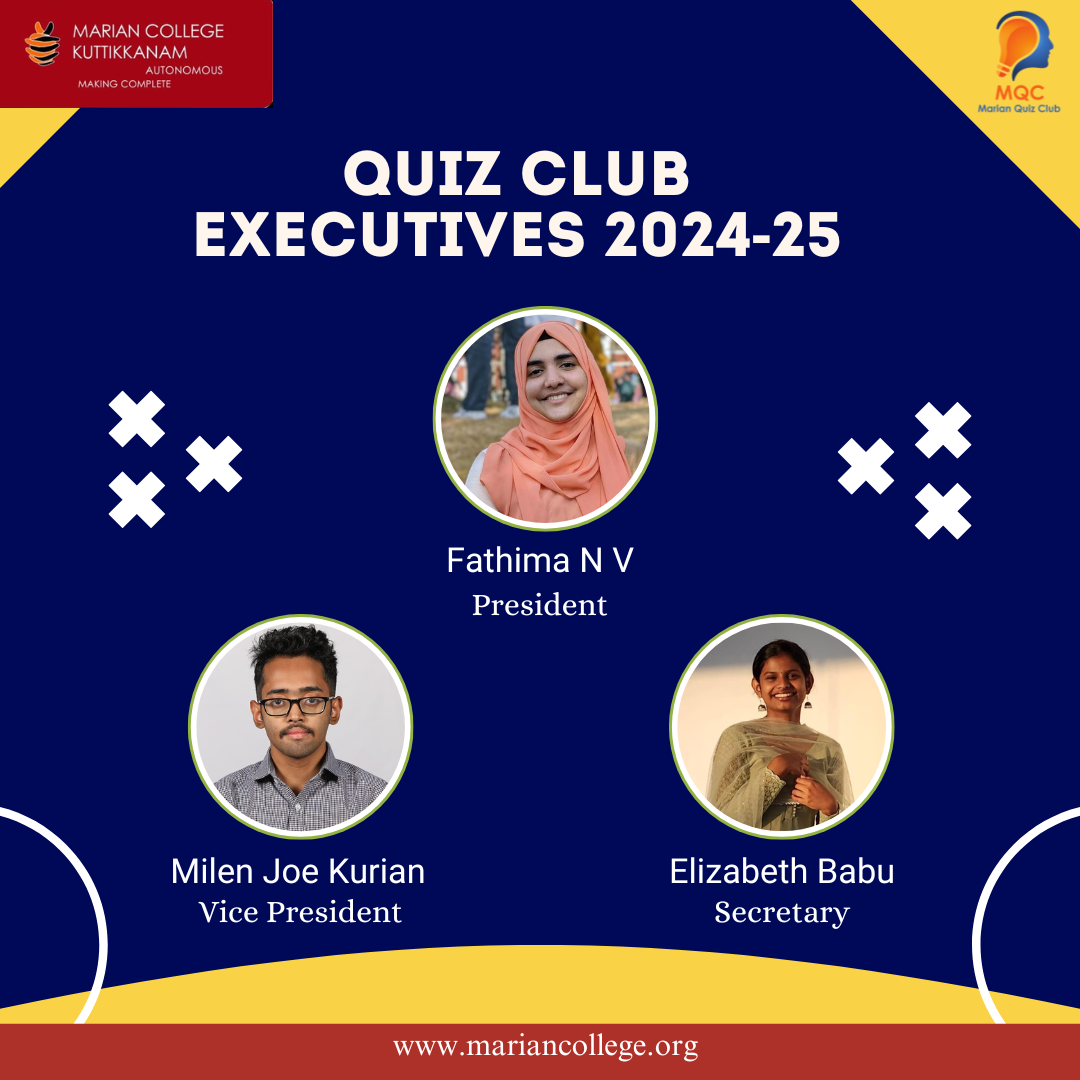 MARIAN COLLEGE
KUTTIKKANAM
AUTONOMOUS
MAKING COMPLETE
MQC
Marian Quiz Club
QUIZ CLUB
EXECUTIVES 2024-25
Fathima N V
President
Milen Joe Kurian
Vice President
Elizabeth Babu
Secretary
www.mariancollege.org